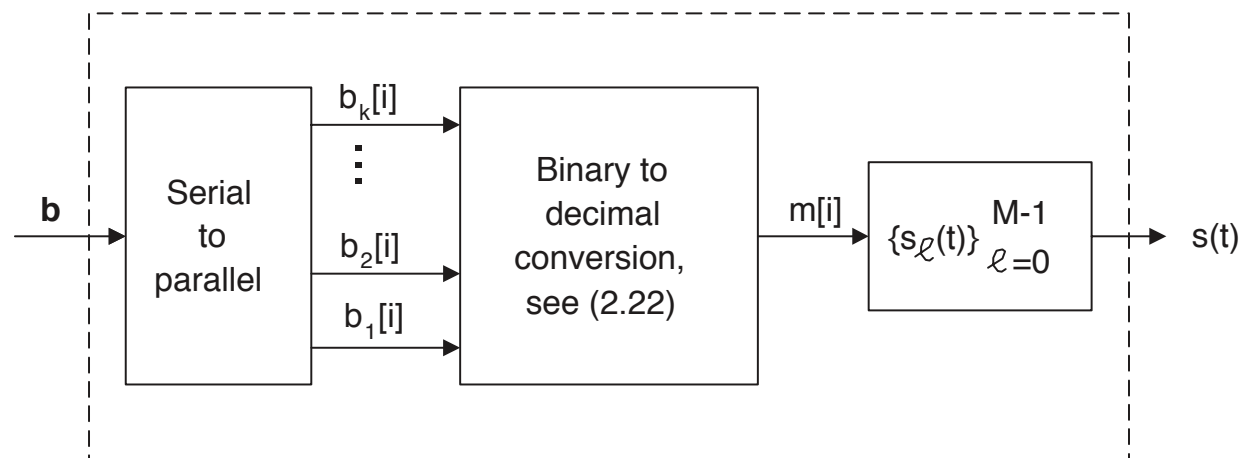 b
Serial
to
parallel
b_k[i]
⋮
b_2[i]
b_1[i]
Binary to
decimal
conversion,
see (2.22)
m[i]
{s_ℓ(t)} M-1
ℓ=0
s(t)